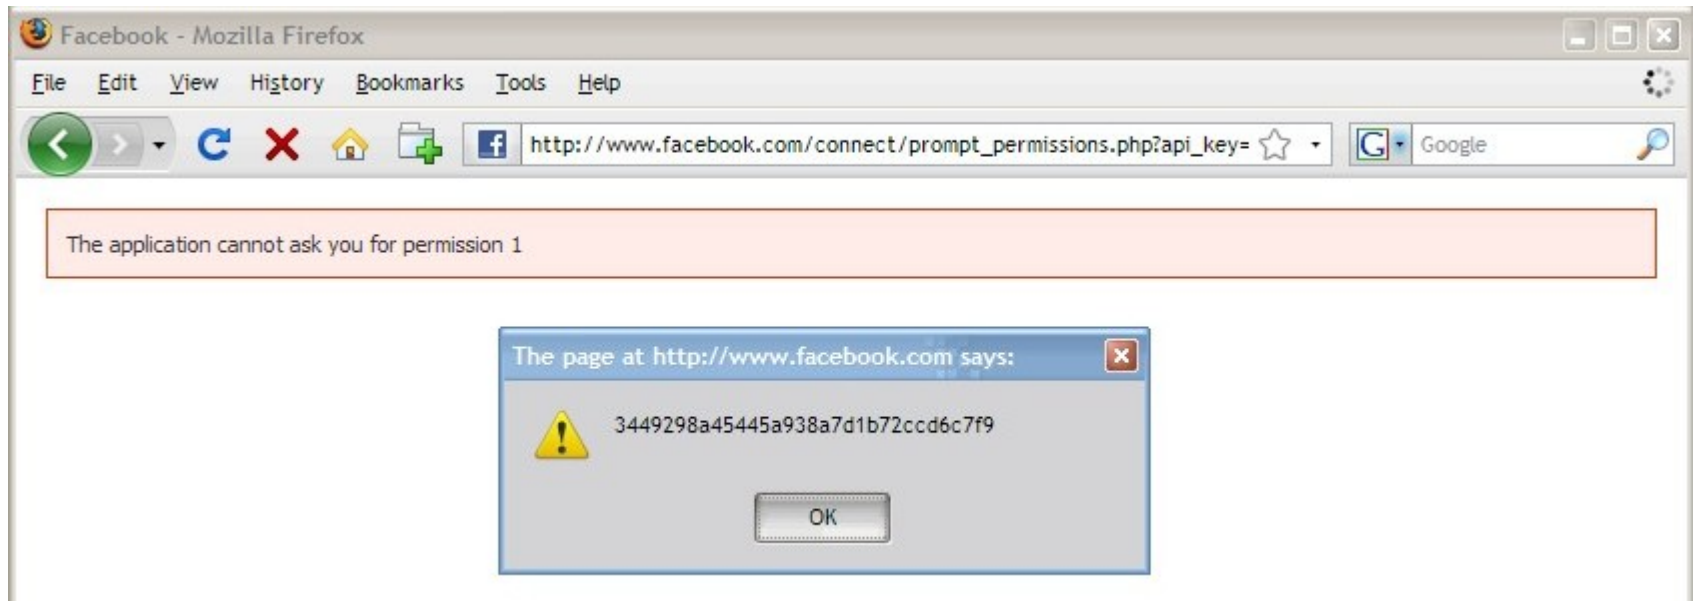 Facebook - Mozilla Firefox
File Edit View History Bookmarks Tools Help
http://www.facebook.com/connect/prompt_permissions.php?api_key=
G Google
The application cannot ask you for permission 1
The page at http://www.facebook.com says:
3449298a45445a938a7d1b72ccd6c7f9
OK